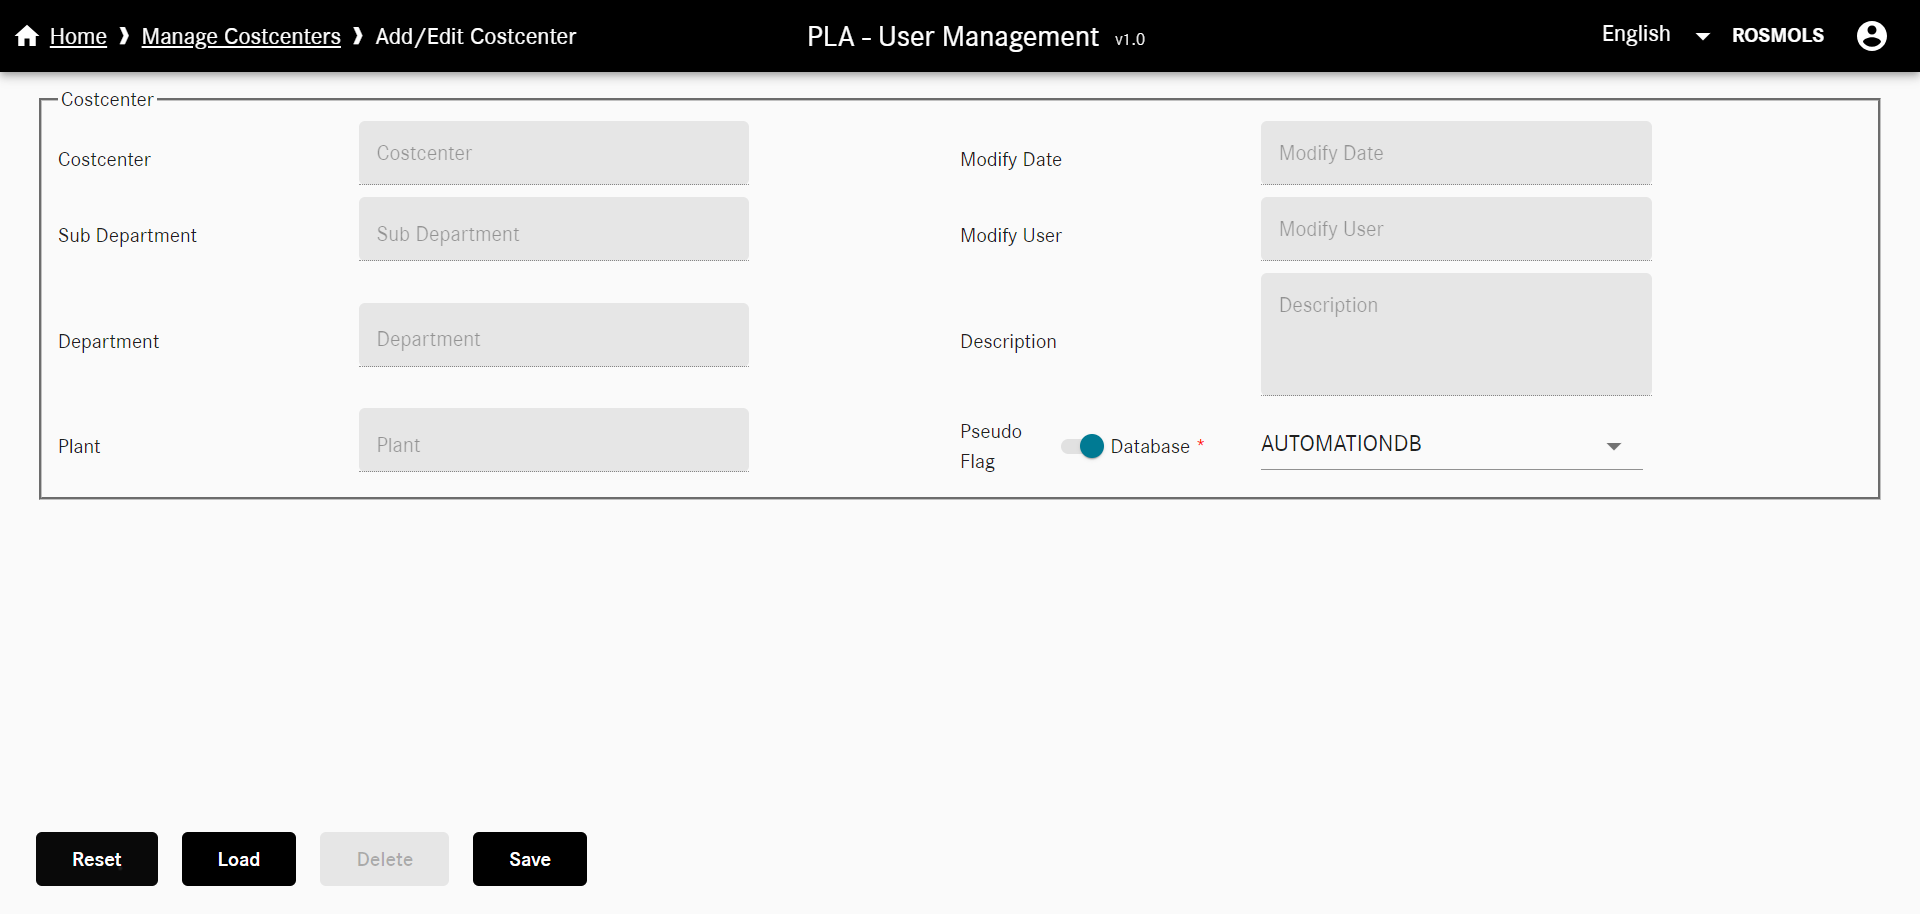 Home ❱ Manage Costcenters ❱ Add/Edit Costcenter
PLA - User Management v1.0
English
ROSMOLS
Costcenter
Costcenter
Costcenter
Modify Date
Modify Date
Sub Department
Sub Department
Modify User
Modify User
Department
Department
Description
Description
Plant
Plant
Pseudo
Flag
Database *
AUTOMATIONDB
Reset
Load
Delete
Save